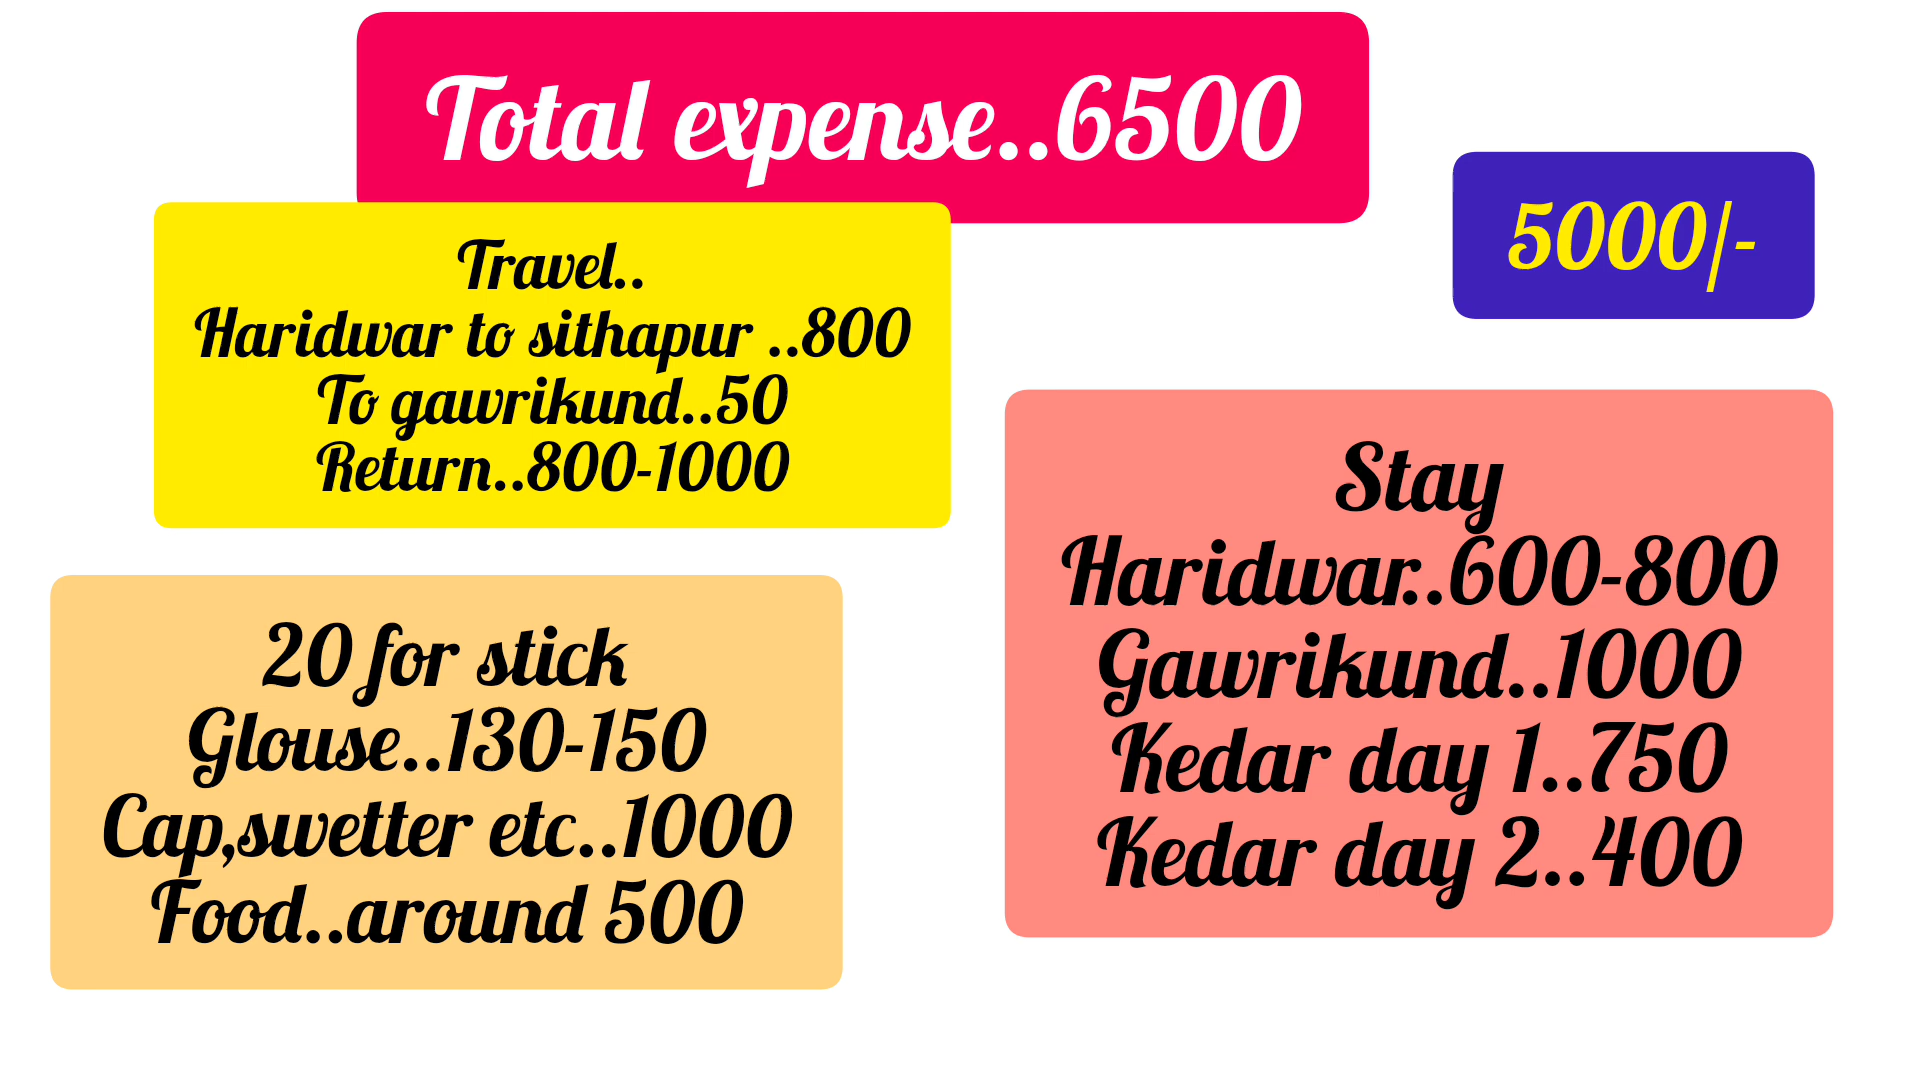 Total expense..6500
5000/-
Travel..
Haridwar to sithapur ..800
To gawrikund..50
Return..800-1000
Stay
Haridwar..600-800
Gawrikund..1000
Kedar day 1..750
Kedar day 2..400
20 for stick
Glouse..130-150
Cap,swetter etc..1000
Food..around 500